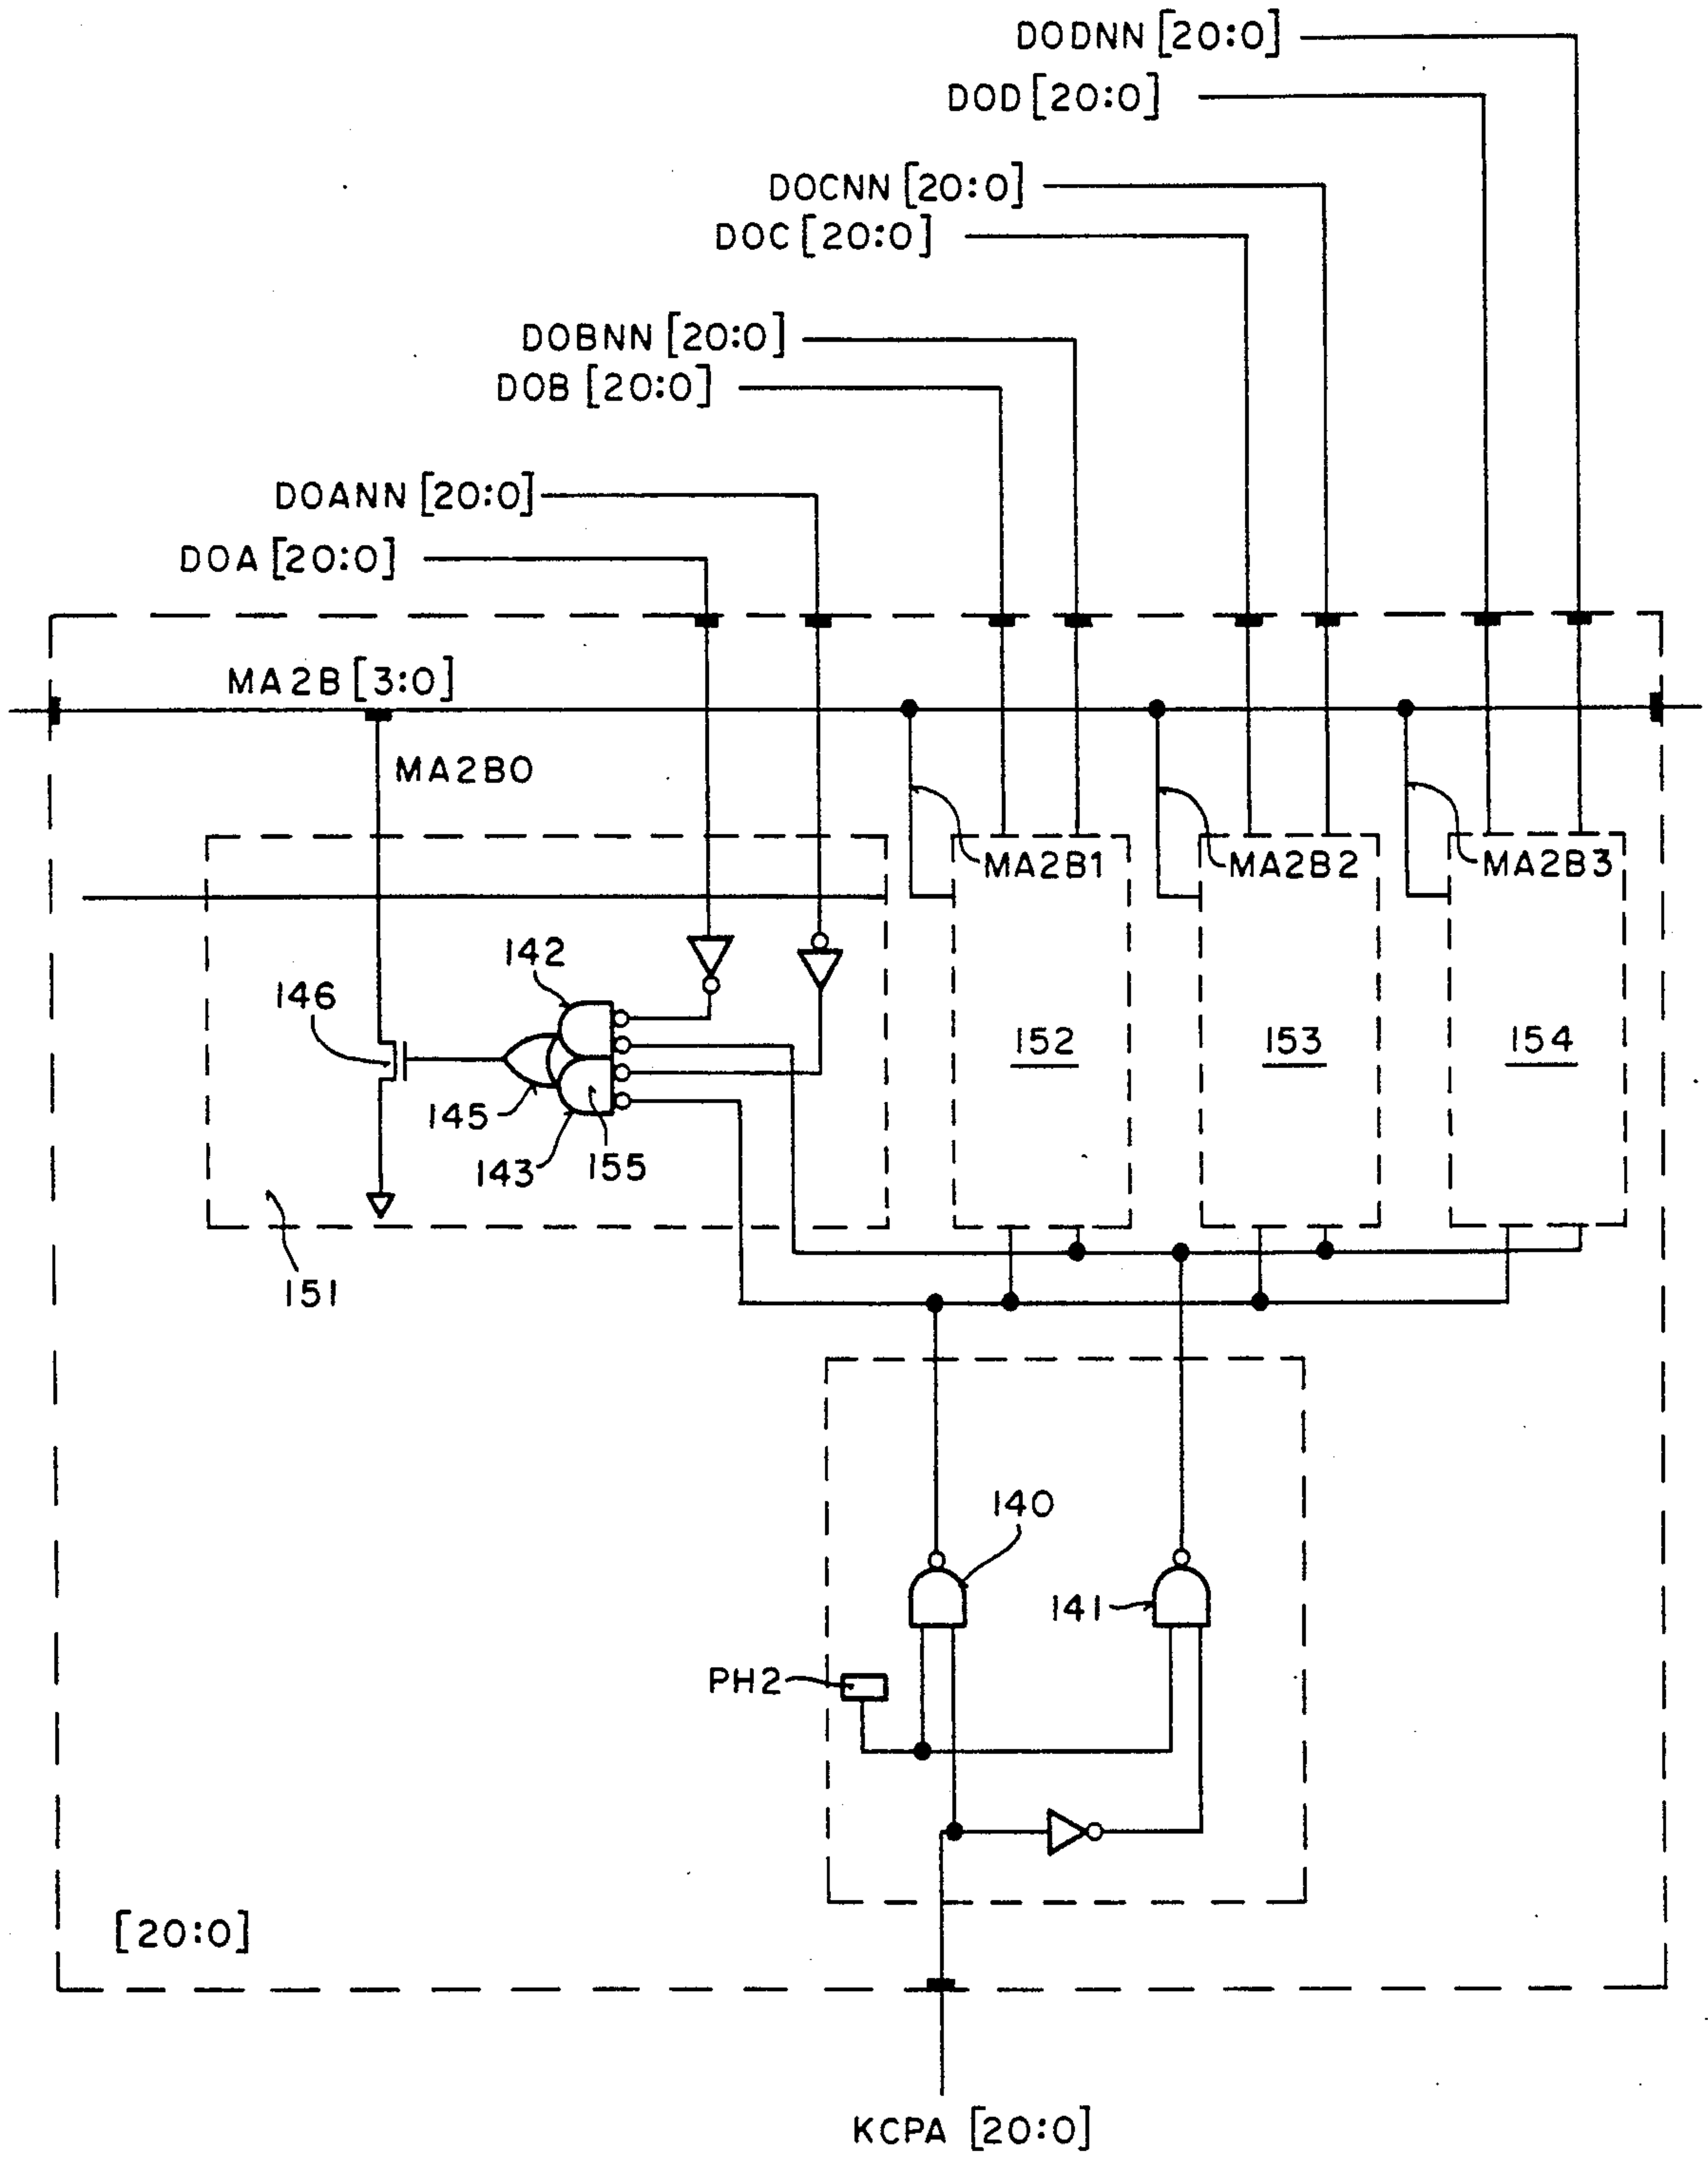 DODNN [20:0]
DOD [20:0]
DOCNN [20:0]
DOC [20:0]
DOBNN [20:0]
DOB [20:0]
DOANN [20:0]
DOA [20:0]
MA2B [3:0]
MA2B0
MA2B1
MA2B2
MA2B3
142
146
152
153
154
145
143
155
151
140
141
PH2
[20:0]
KCPA [20:0]